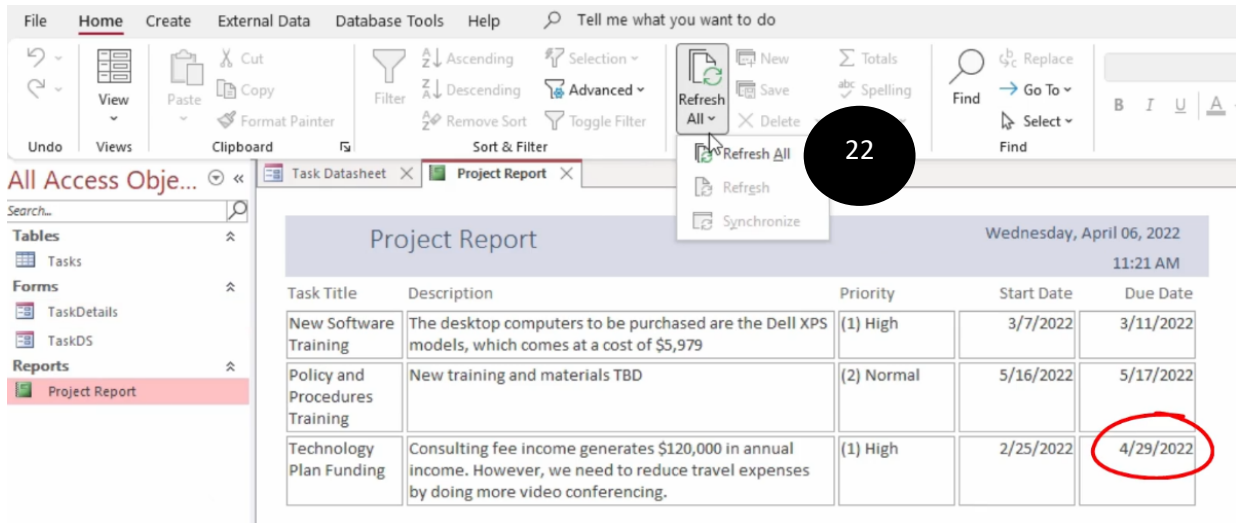 File Home Create External Data Database Tools Help Tell me what you want to do
Cut
Copy
Format Painter
Paste
View
Filter
Ascending
Descending
Remove Sort
Selection
Advanced
Toggle Filter
Refresh
All
New
Save
Delete
Totals
Spelling
Find
Replace
Go To
Select
B I U A
Undo Views Clipboard Sort & Filter Find
Refresh All
Refresh
Synchronize
22
All Access Obje...
Search...
Tables
Tasks
Forms
TaskDetails
TaskDS
Reports
Project Report
Task Datasheet Project Report
Project Report
Wednesday, April 06, 2022
11:21 AM
Task Title Description Priority Start Date Due Date
New Software The desktop computers to be purchased are the Dell XPS (1) High 3/7/2022 3/11/2022
Training models, which comes at a cost of $5,979
Policy and New training and materials TBD (2) Normal 5/16/2022 5/17/2022
Procedures
Training
Technology Consulting fee income generates $120,000 in annual (1) High 2/25/2022 4/29/2022
Plan Funding income. However, we need to reduce travel expenses
by doing more video conferencing.